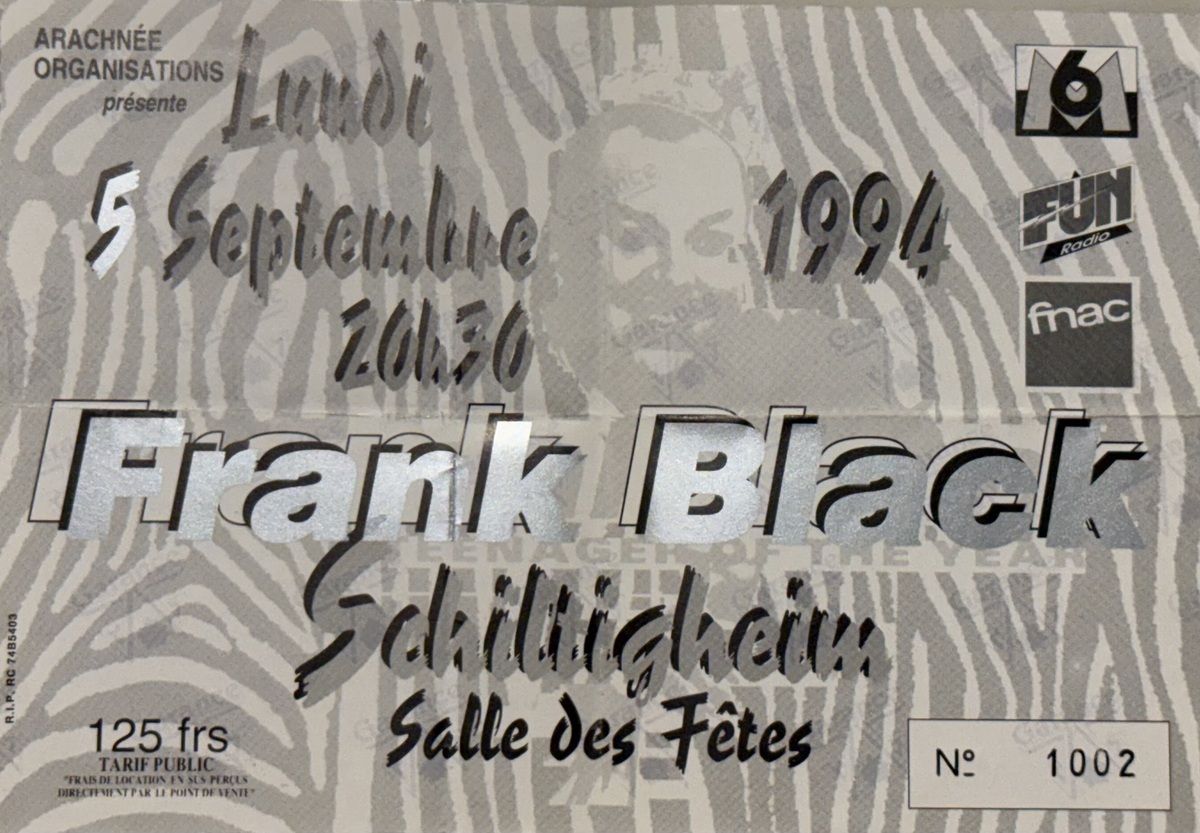 ARACHNÉE
ORGANISATIONS
présente
Lundi
5 Septembre 1994
20h30
M6
FUN
Radio
fnac
Frank Black
TEENAGER OF THE YEAR
Schiltigheim
Salle des Fêtes
R.I.P. RC 74B5403
125 frs
TARIF PUBLIC
"FRAIS DE LOCATION EN SUS PERÇUS
DIRECTEMENT PAR LE POINT DE VENTE"
Nº 1002